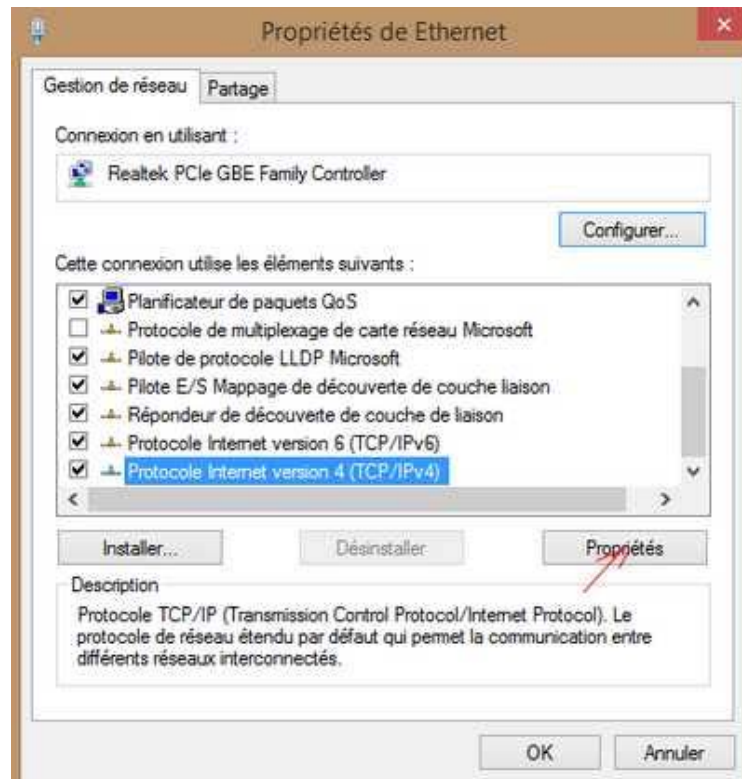 Propriétés de Ethernet
Gestion de réseau
Partage
Connexion en utilisant :
Realtek PCIe GBE Family Controller
Configurer...
Cette connexion utilise les éléments suivants :
Planificateur de paquets QoS
Protocole de multiplexage de carte réseau Microsoft
Pilote de protocole LLDP Microsoft
Pilote E/S Mappage de découverte de couche liaison
Répondeur de découverte de couche de liaison
Protocole Internet version 6 (TCP/IPv6)
Protocole Internet version 4 (TCP/IPv4)
Installer...
Désinstaller
Propriétés
Description
Protocole TCP/IP (Transmission Control Protocol/Internet Protocol). Le
protocole de réseau étendu par défaut qui permet la communication entre
différents réseaux interconnectés.
OK
Annuler